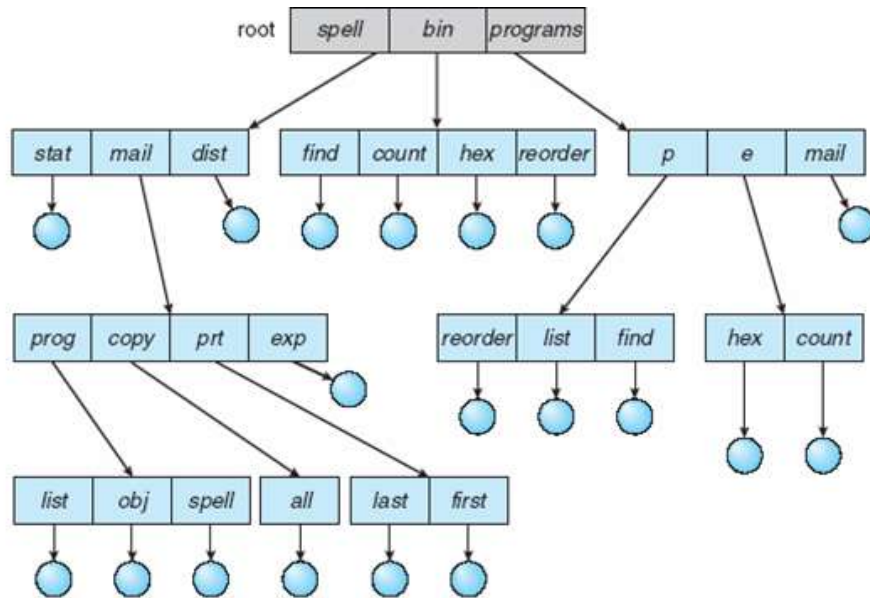 root spell bin programs
stat mail dist find count hex reorder p e mail
prog copy prt exp reorder list find hex count
list obj spell all last first